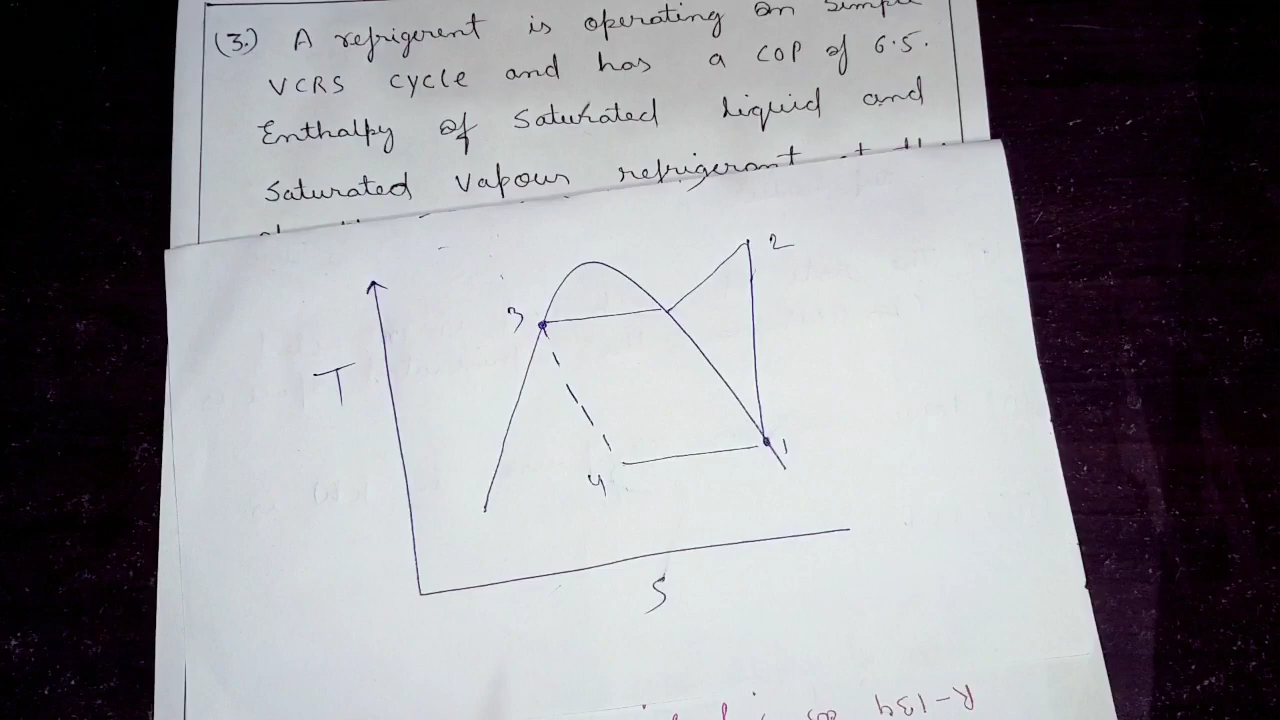 (3.) A refrigerent is operating on simple
VCRS cycle and has a COP of 6.5.
Enthalpy of saturated liquid and
saturated vapour refrigerant at
2
3
T
1
4
S
R-134